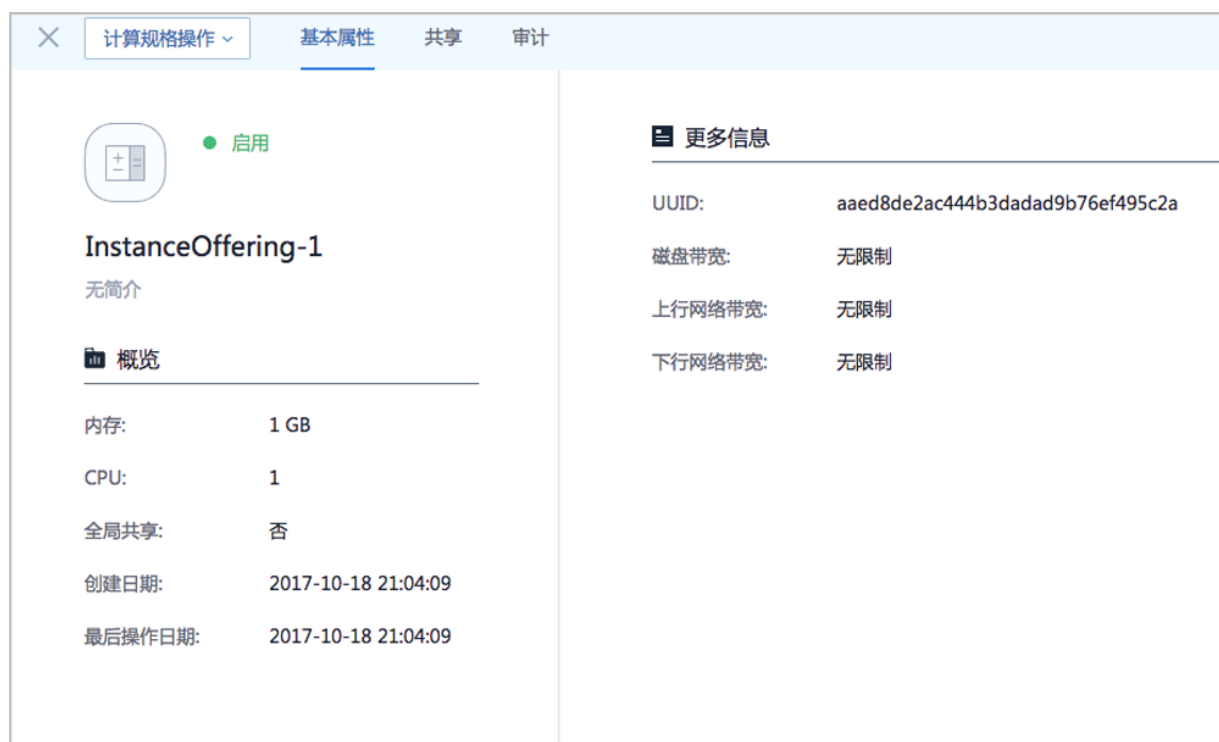 计算规格操作 基本属性 共享 审计
启用
InstanceOffering-1
无简介
概览
内存: 1 GB
CPU: 1
全局共享: 否
创建日期: 2017-10-18 21:04:09
最后操作日期: 2017-10-18 21:04:09
更多信息
UUID: aaed8de2ac444b3dadad9b76ef495c2a
磁盘带宽: 无限制
上行网络带宽: 无限制
下行网络带宽: 无限制